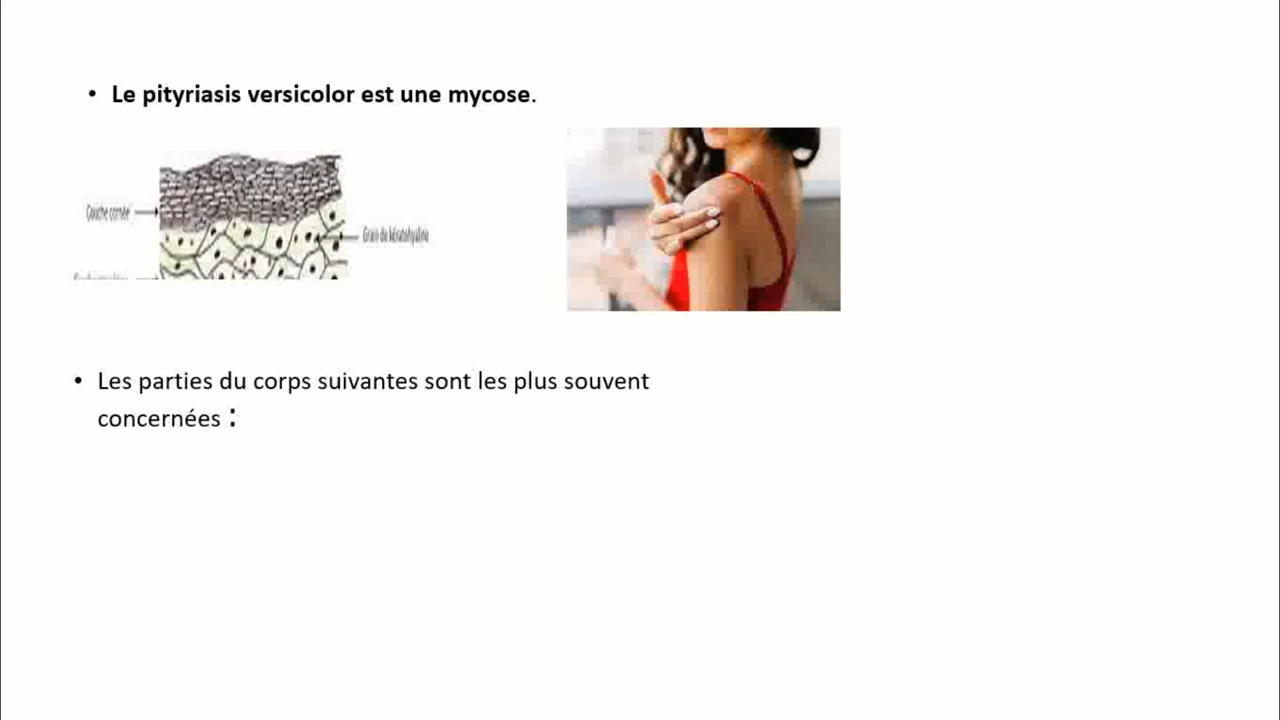 • Le pityriasis versicolor est une mycose.
Couche cornée
Grain de kératohyaline
• Les parties du corps suivantes sont les plus souvent
concernées :